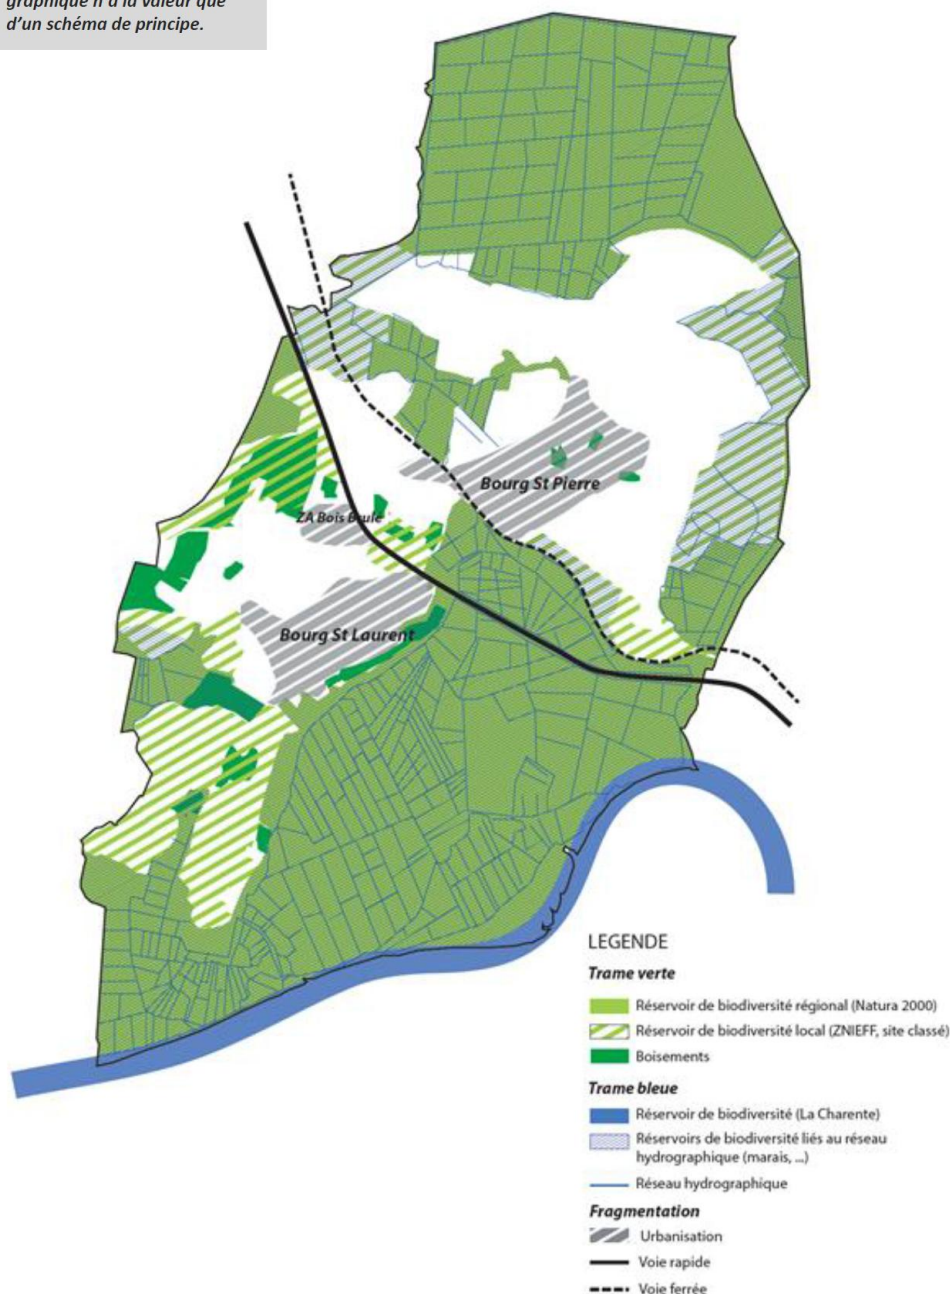 graphique n'a la valeur que
d'un schéma de principe.
Bourg St Pierre
ZA Bois Brulé
Bourg St Laurent
LEGENDE
Trame verte
Réservoir de biodiversité régional (Natura 2000)
Réservoir de biodiversité local (ZNIEFF, site classé)
Boisements
Trame bleue
Réservoir de biodiversité (La Charente)
Réservoirs de biodiversité liés au réseau
hydrographique (marais, ...)
Réseau hydrographique
Fragmentation
Urbanisation
Voie rapide
Voie ferrée